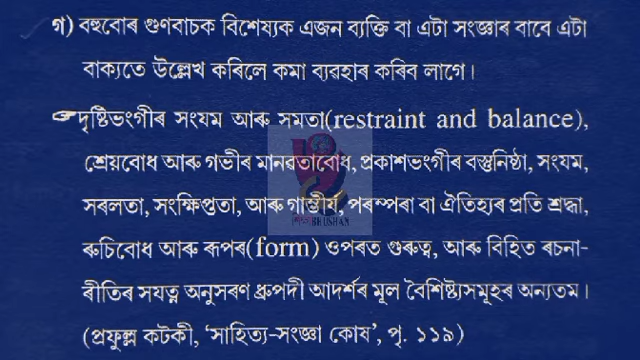 গ) বহুবোৰ গুণবাচক বিশেষ্যক এজন ব্যক্তি বা এটা সংজ্ঞাৰ বাবে এটা
বাক্যতে উল্লেখ কৰিলে কমা ব্যৱহাৰ কৰিব লাগে।
☞দৃষ্টিভংগীৰ সংযম আৰু সমতা(restraint and balance),
শ্ৰেয়বোধ আৰু গভীৰ মানৱতাবোধ, প্ৰকাশভংগীৰ বস্তুনিষ্ঠা, সংযম,
সৰলতা, সংক্ষিপ্ততা, আৰু গাম্ভীৰ্য, পৰম্পৰা বা ঐতিহ্যৰ প্ৰতি শ্ৰদ্ধা,
ৰুচিবোধ আৰু ৰূপৰ(form) ওপৰত গুৰুত্ব, আৰু বিহিত ৰচনা-
ৰীতিৰ সযত্ন অনুসৰণ ধ্ৰুপদী আদৰ্শৰ মূল বৈশিষ্ট্যসমূহৰ অন্যতম।
(প্ৰফুল্ল কটকী, ‘সাহিত্য-সংজ্ঞা কোষ’, পৃ. ১১৯)
BHUSHAN